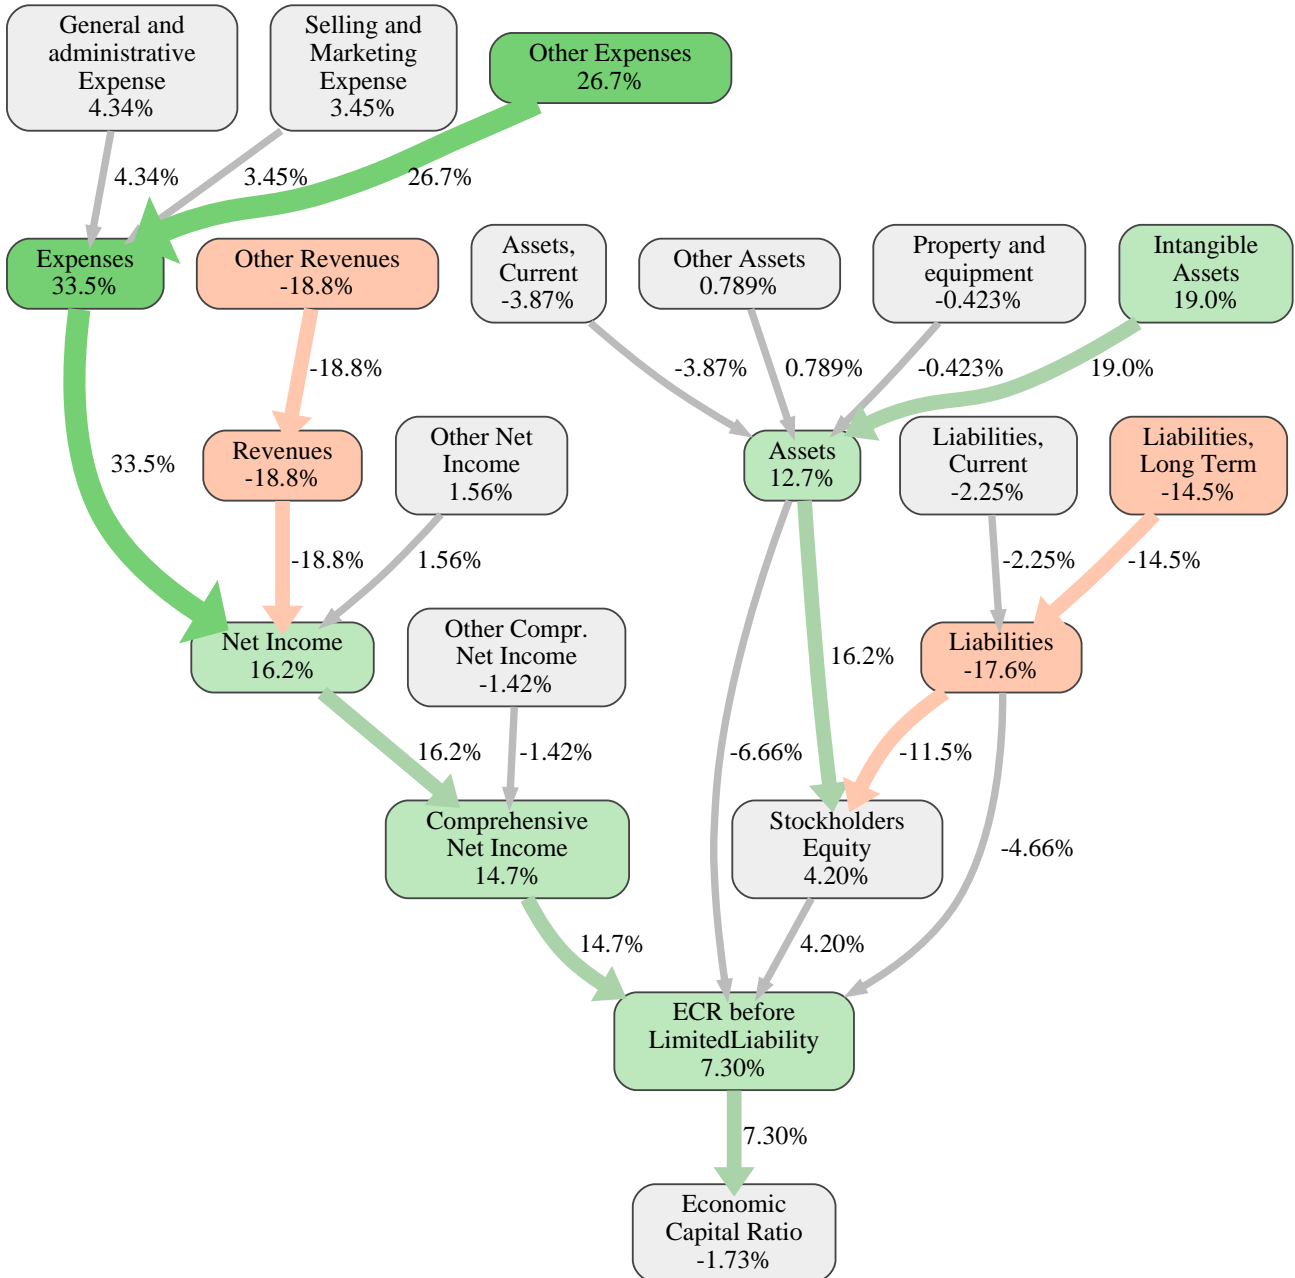 General and
administrative
Expense
4.34%
Selling and
Marketing
Expense
3.45%
Other Expenses
26.7%
4.34%
3.45%
26.7%
Expenses
33.5%
Other Revenues
-18.8%
Assets,
Current
-3.87%
Other Assets
0.789%
Property and
equipment
-0.423%
Intangible
Assets
19.0%
-18.8%
-3.87%
0.789%
-0.423%
19.0%
33.5%
Revenues
-18.8%
Other Net
Income
1.56%
Assets
12.7%
Liabilities,
Current
-2.25%
Liabilities,
Long Term
-14.5%
-18.8%
1.56%
-2.25%
-14.5%
Net Income
16.2%
Other Compr.
Net Income
-1.42%
16.2%
Liabilities
-17.6%
16.2%
-1.42%
-6.66%
-11.5%
Comprehensive
Net Income
14.7%
Stockholders
Equity
4.20%
-4.66%
14.7%
4.20%
ECR before
LimitedLiability
7.30%
7.30%
Economic
Capital Ratio
-1.73%